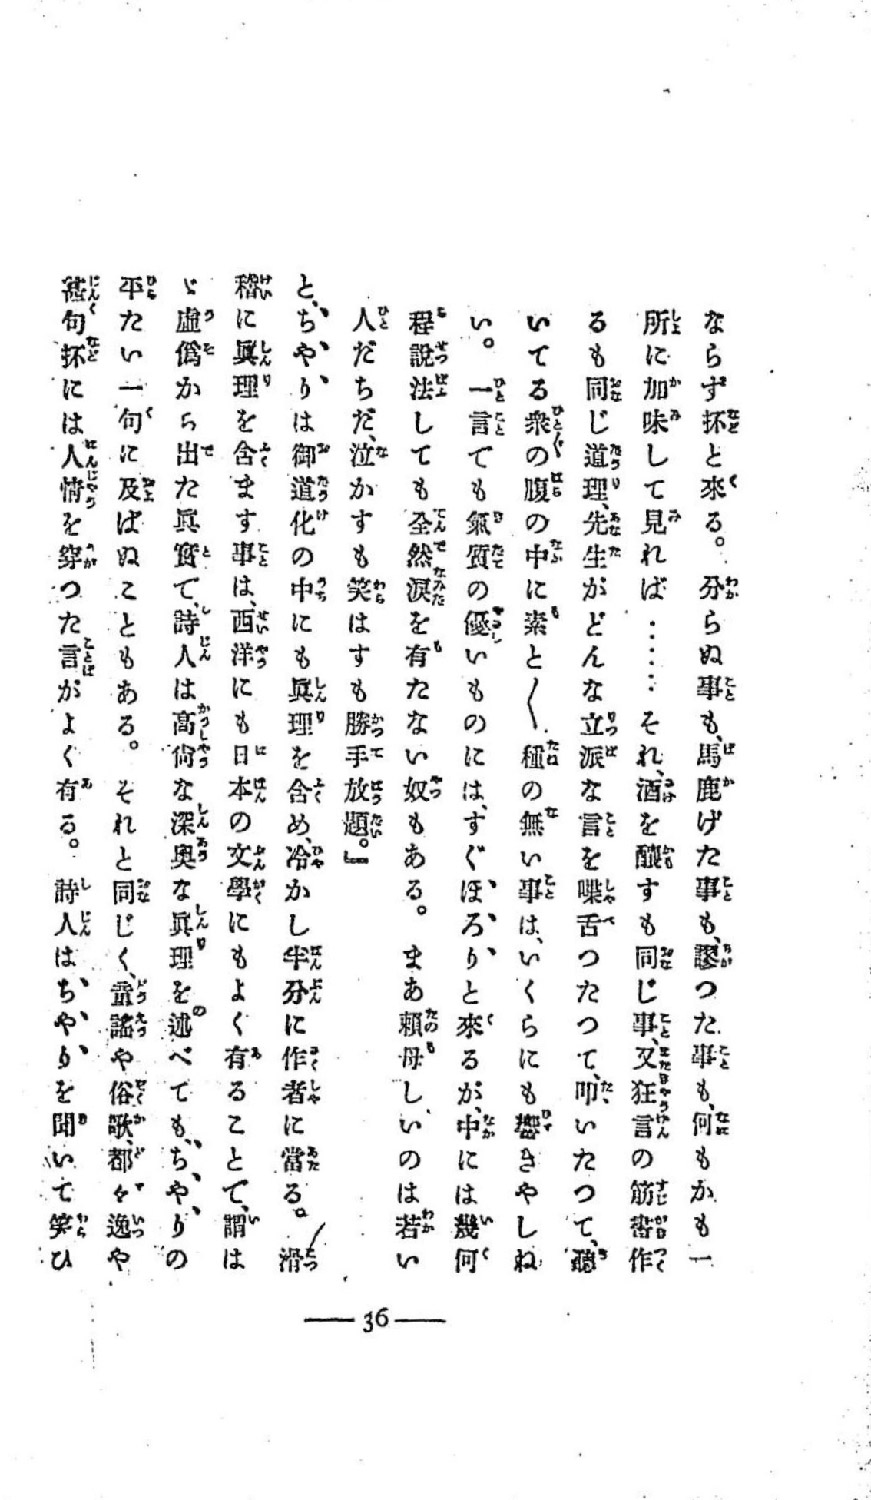 ならず抔と來る。分らぬ事も、馬鹿げた事も、謬つた事も、何もかも一
所に加味して見れば……それ、酒を釀すも同じ事、又狂言の筋書作
るも同じ道理、先生がどんな立派な言を喋舌つたつて、叩いたつて、聽
いてる衆の腹の中に素と〳〵種の無い事は、いくらにも響きやしね
い。一言でも氣質の優いものには、すぐほろりと來るが、中には幾何
程說法しても全然淚を有たない奴もある。まあ賴母しいのは若い
人だちだ、泣かすも笑はすも勝手放題。』
と、ちやりは御道化の中にも眞理を含め、冷かし半分に作者に當る。滑
稽に眞理を含ます事は、西洋にも日本の文學にもよく有ることて、謂は
ゞ虛僞から出た眞實て、詩人は高尙な深奧な眞理を述べても、ちやりの
平たい一句に及ばぬこともある。それと同じく、童謠や俗歌、都々逸や
甚句抔には人情を穿つた言がよく有る。詩人はちやりを聞いて笑ひ
36